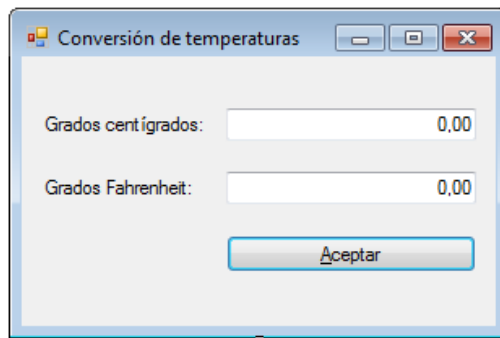 Conversión de temperaturas
Grados centígrados: 0,00
Grados Fahrenheit: 0,00
Aceptar